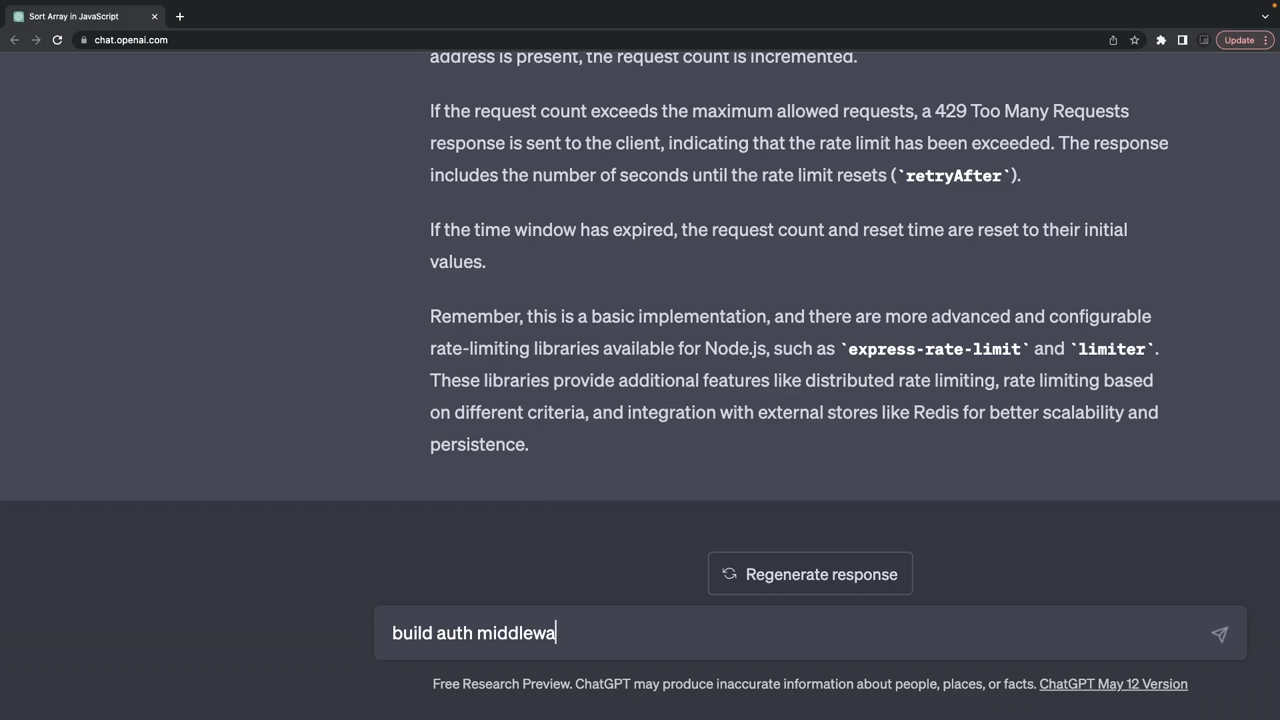 Sort Array in JavaScript
chat.openai.com
Update
address is present, the request count is incremented.
If the request count exceeds the maximum allowed requests, a 429 Too Many Requests
response is sent to the client, indicating that the rate limit has been exceeded. The response
includes the number of seconds until the rate limit resets (`retryAfter`).
If the time window has expired, the request count and reset time are reset to their initial
values.
Remember, this is a basic implementation, and there are more advanced and configurable
rate-limiting libraries available for Node.js, such as `express-rate-limit` and `limiter`.
These libraries provide additional features like distributed rate limiting, rate limiting based
on different criteria, and integration with external stores like Redis for better scalability and
persistence.
Regenerate response
build auth middlewa
Free Research Preview. ChatGPT may produce inaccurate information about people, places, or facts. ChatGPT May 12 Version